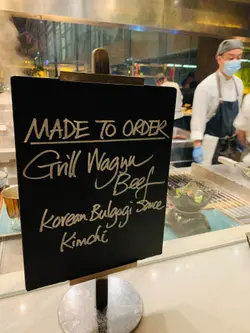 MADE TO ORDER
Grill Wagyu
Beef
Korean Bulgogi Sauce
Kimchi